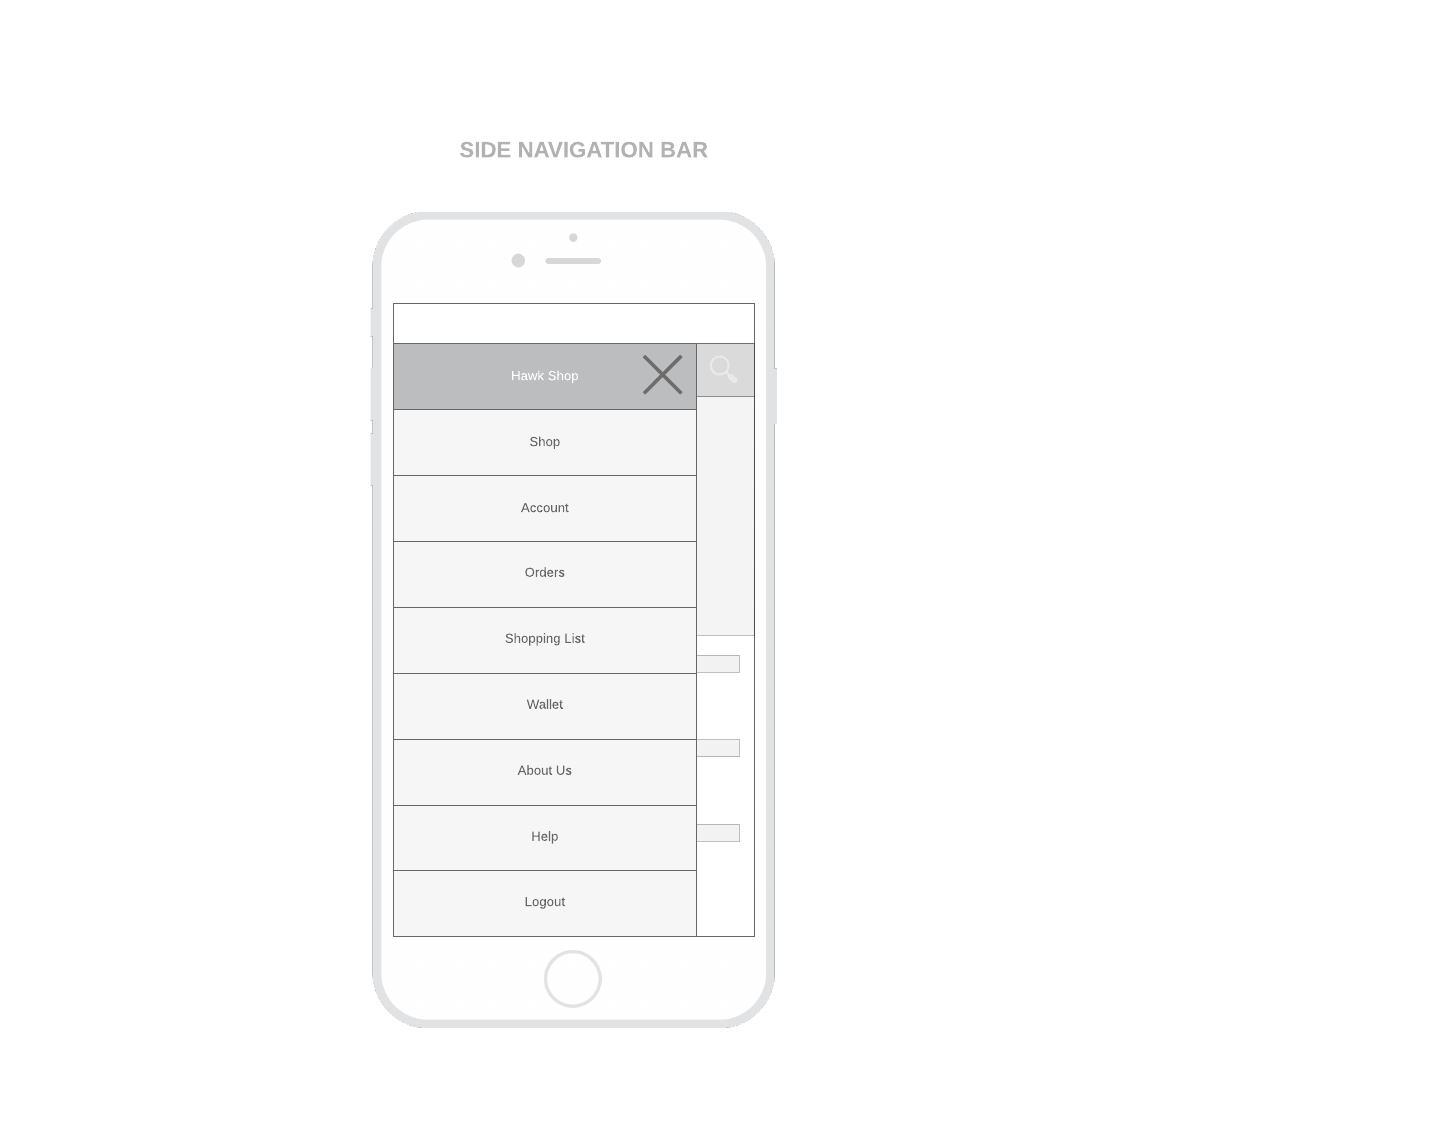 SIDE NAVIGATION BAR
Hawk Shop
Shop
Account
Orders
Shopping List
Wallet
About Us
Help
Logout